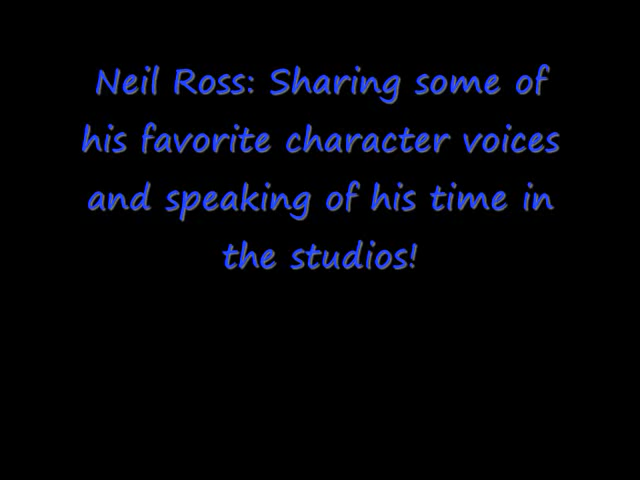 Neil Ross: Sharing some of
his favorite character voices
and speaking of his time in
the studios!